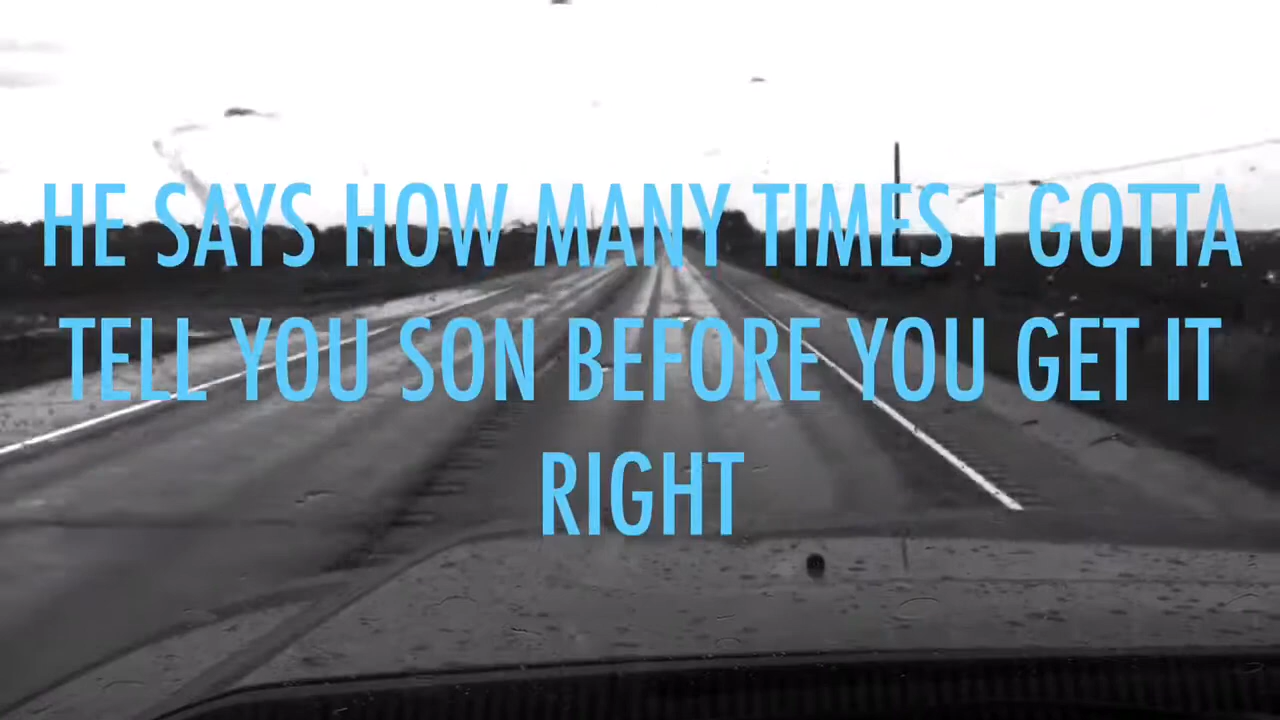 HE SAYS HOW MANY TIMES I GOTTA
TELL YOU SON BEFORE YOU GET IT
RIGHT